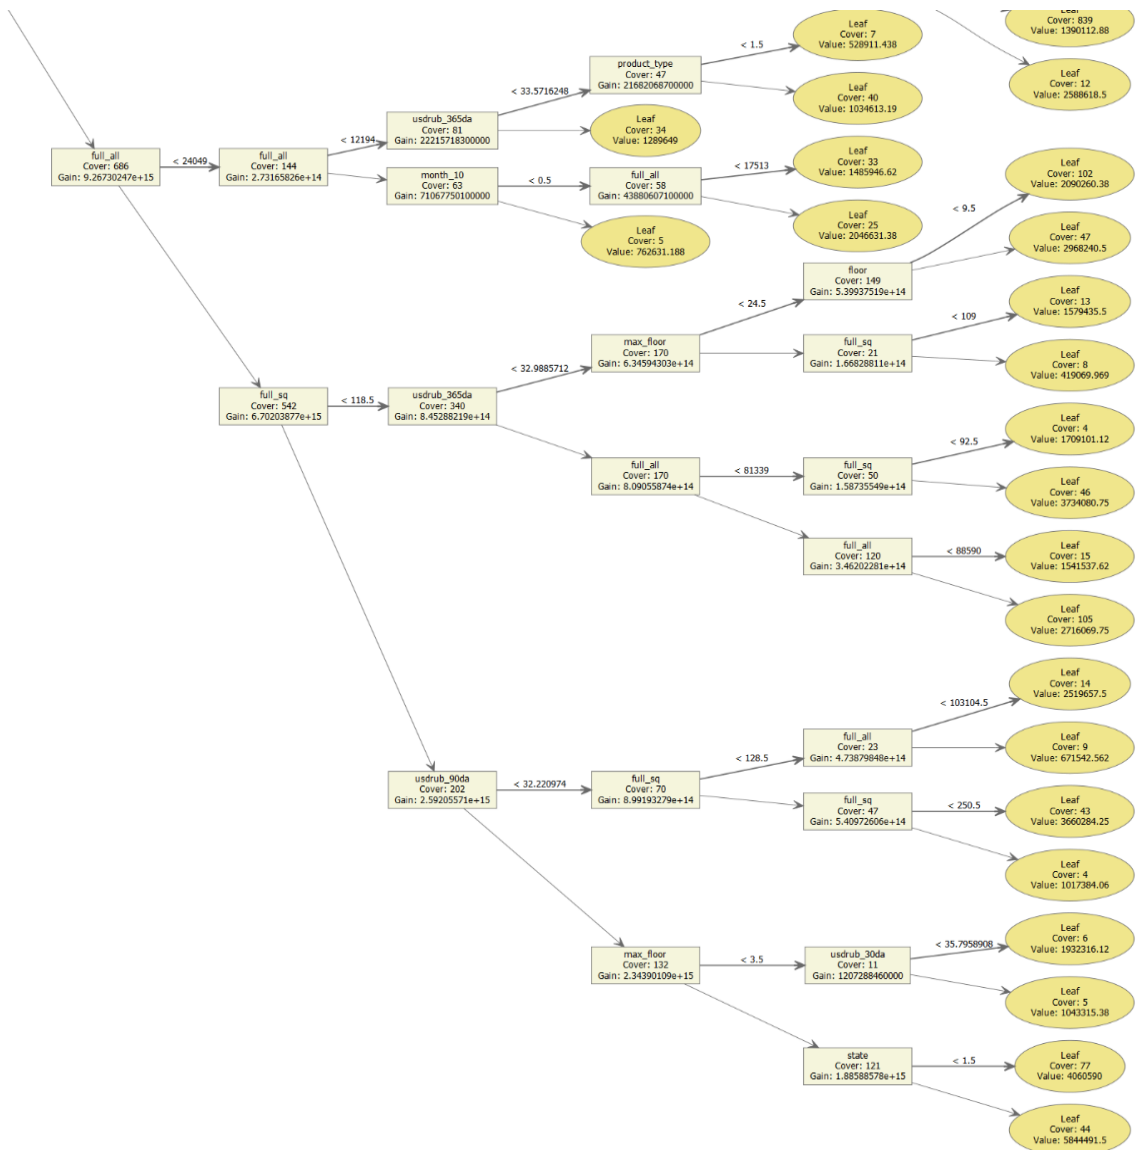 Leaf
Cover: 839
Value: 1390112.88
Leaf
Cover: 12
Value: 2588618.5
Leaf
Cover: 7
Value: 528911.438
< 1.5
product_type
Cover: 47
Gain: 21682068700000
Leaf
Cover: 40
Value: 1034613.19
< 33.5716248
usdrub_365da
Cover: 81
Gain: 22215718300000
Leaf
Cover: 34
Value: 1289649
< 12194
full_all
Cover: 686
Gain: 9.26730247e+15
< 24049
full_all
Cover: 144
Gain: 2.73165826e+14
month_10
Cover: 63
Gain: 71067750100000
< 0.5
full_all
Cover: 58
Gain: 43880607100000
< 17513
Leaf
Cover: 33
Value: 1485946.62
Leaf
Cover: 25
Value: 2046631.38
Leaf
Cover: 5
Value: 762631.188
Leaf
Cover: 102
Value: 2090260.38
< 9.5
Leaf
Cover: 47
Value: 2968240.5
floor
Cover: 149
Gain: 5.39937519e+14
< 24.5
Leaf
Cover: 13
Value: 1579435.5
< 109
max_floor
Cover: 170
Gain: 6.34594303e+14
full_sq
Cover: 21
Gain: 1.66828811e+14
Leaf
Cover: 8
Value: 419069.969
< 32.9885712
full_sq
Cover: 542
Gain: 6.70203877e+15
< 118.5
usdrub_365da
Cover: 340
Gain: 8.45288219e+14
Leaf
Cover: 4
Value: 1709101.12
< 92.5
full_all
Cover: 170
Gain: 8.09055874e+14
< 81339
full_sq
Cover: 50
Gain: 1.58735549e+14
Leaf
Cover: 46
Value: 3734080.75
full_all
Cover: 120
Gain: 3.46202281e+14
< 88590
Leaf
Cover: 15
Value: 1541537.62
Leaf
Cover: 105
Value: 2716069.75
Leaf
Cover: 14
Value: 2519657.5
< 103104.5
full_all
Cover: 23
Gain: 4.73879848e+14
Leaf
Cover: 9
Value: 671542.562
< 128.5
usdrub_90da
Cover: 202
Gain: 2.59205571e+15
< 32.220974
full_sq
Cover: 70
Gain: 8.99193279e+14
full_sq
Cover: 47
Gain: 5.40972606e+14
< 250.5
Leaf
Cover: 43
Value: 3660284.25
Leaf
Cover: 4
Value: 1017384.06
Leaf
Cover: 6
Value: 1932316.12
< 35.7958908
max_floor
Cover: 132
Gain: 2.34390109e+15
< 3.5
usdrub_30da
Cover: 11
Gain: 1207288460000
Leaf
Cover: 5
Value: 1043315.38
state
Cover: 121
Gain: 1.88588578e+15
< 1.5
Leaf
Cover: 77
Value: 4060590
Leaf
Cover: 44
Value: 5844491.5